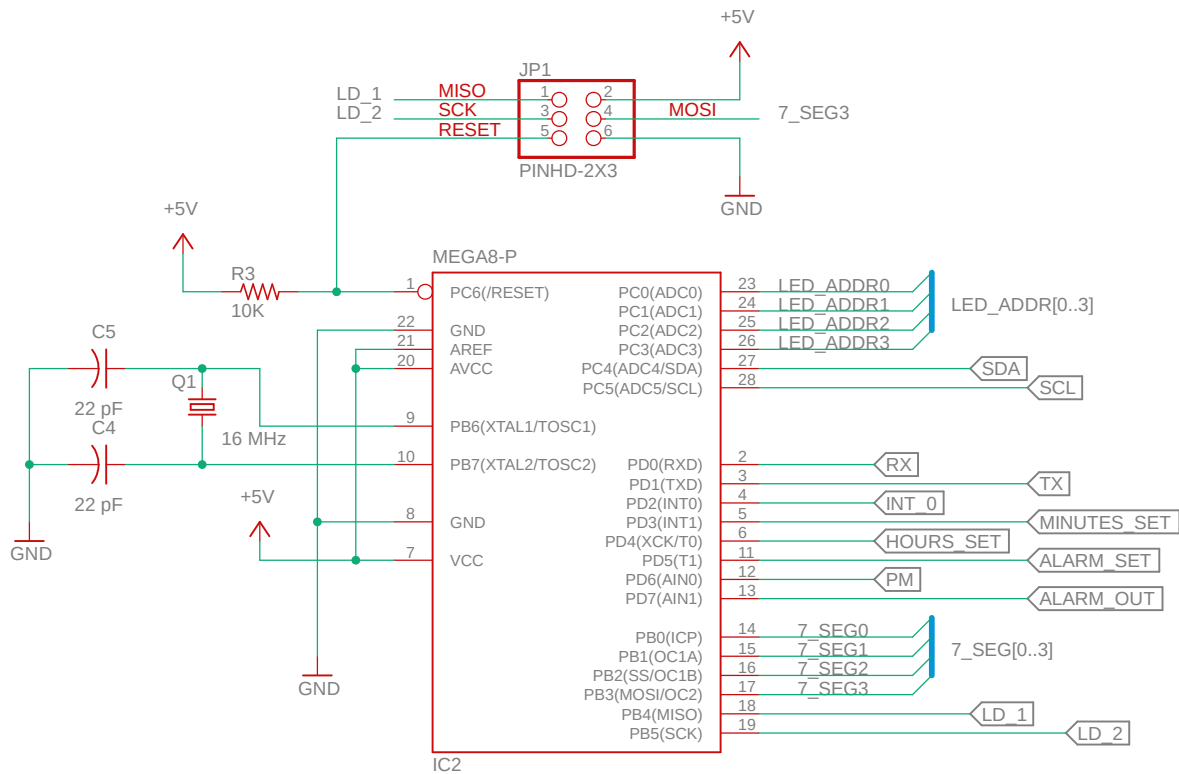 +5V
JP1
LD_1 MISO 1 2
LD_2 SCK 3 4 MOSI 7_SEG3
RESET 5 6
PINHD-2X3
GND
+5V
MEGA8-P
R3
10K
1 PC6(/RESET) PC0(ADC0) 23 LED_ADDR0
PC1(ADC1) 24 LED_ADDR1 LED_ADDR[0..3]
22 GND PC2(ADC2) 25 LED_ADDR2
21 AREF PC3(ADC3) 26 LED_ADDR3
20 AVCC PC4(ADC4/SDA) 27 SDA
PC5(ADC5/SCL) 28 SCL
C5
22 pF
Q1
16 MHz
C4
22 pF
GND
9 PB6(XTAL1/TOSC1)
10 PB7(XTAL2/TOSC2) PD0(RXD) 2 RX
PD1(TXD) 3 TX
PD2(INT0) 4 INT_0
+5V
8 GND PD3(INT1) 5 MINUTES_SET
PD4(XCK/T0) 6 HOURS_SET
7 VCC PD5(T1) 11 ALARM_SET
PD6(AIN0) 12 PM
PD7(AIN1) 13 ALARM_OUT
PB0(ICP) 14 7_SEG0
PB1(OC1A) 15 7_SEG1 7_SEG[0..3]
PB2(SS/OC1B) 16 7_SEG2
PB3(MOSI/OC2) 17 7_SEG3
GND
PB4(MISO) 18 LD_1
PB5(SCK) 19 LD_2
IC2